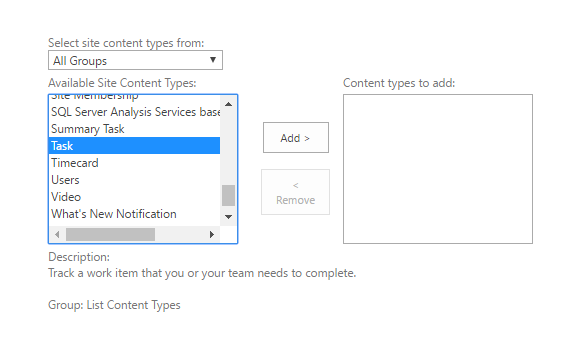 Select site content types from:
All Groups
Available Site Content Types:
Content types to add:
Site Membership
SQL Server Analysis Services base
Summary Task
Task
Timecard
Users
Video
What's New Notification
Add >
<
Remove
Description:
Track a work item that you or your team needs to complete.
Group: List Content Types